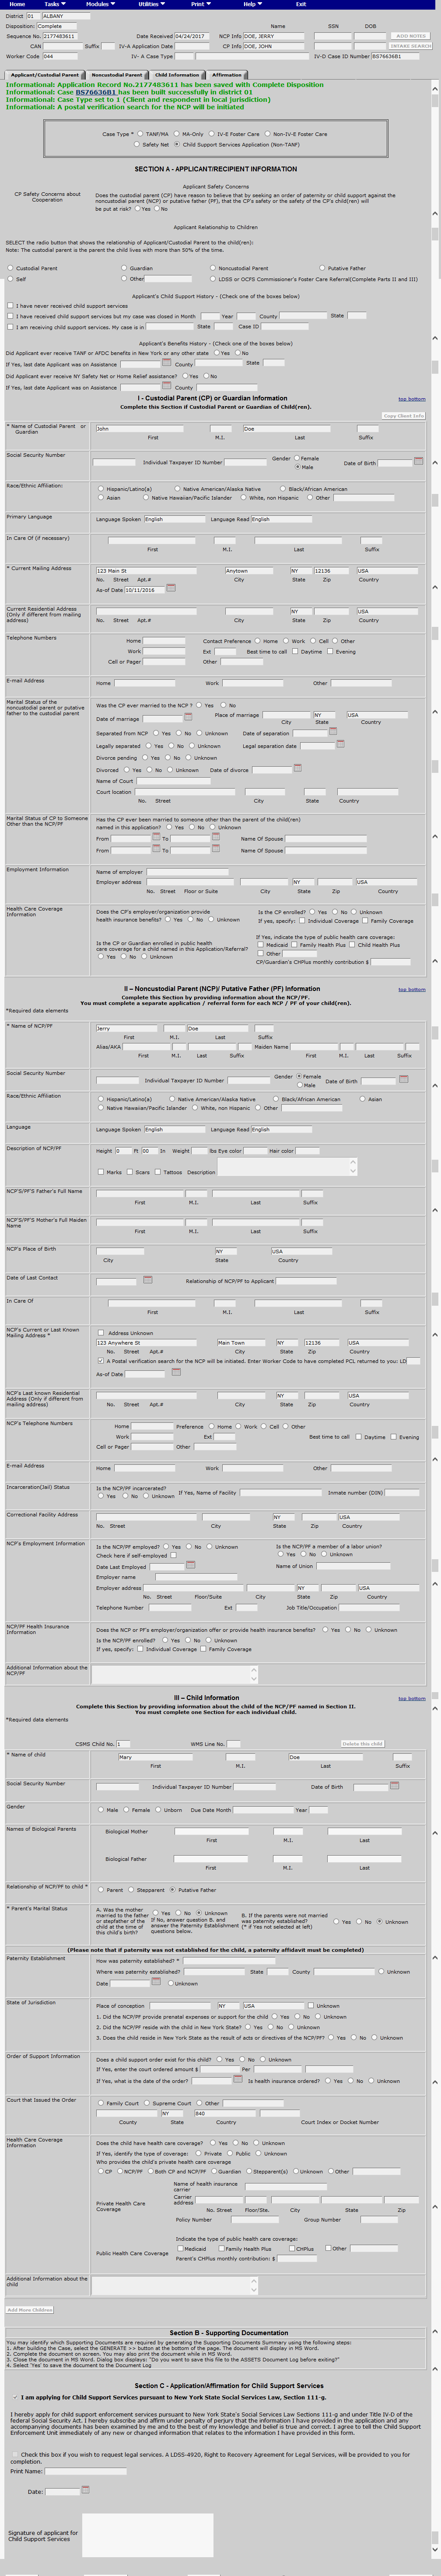 Home Tasks Modules Utilities Print Help Exit
District 01 ALBANY
Disposition: Complete Name SSN DOB
Sequence No. 2177483611 Date Received 04/24/2017 NCP Info DOE, JERRY ADD NOTES
CAN Suffix IV-A Application Date CP Info DOE, JOHN INTAKE SEARCH
Worker Code 044 IV- A Case Type IV-D Case ID Number BS76636B1
Applicant/Custodial Parent Noncustodial Parent Child Information Affirmation
Informational: Application Record No.2177483611 has been saved with Complete Disposition
Informational: Case BS76636B1 has been built successfully in district 01
Informational: Case Type set to 1 (Client and respondent in local jurisdiction)
Informational: A postal verification search for the NCP will be initiated
Case Type * TANF/MA MA-Only IV-E Foster Care Non-IV-E Foster Care
Safety Net Child Support Services Application (Non-TANF)
SECTION A - APPLICANT/RECIPIENT INFORMATION
Applicant Safety Concerns
CP Safety Concerns about Cooperation
Does the custodial parent (CP) have reason to believe that by seeking an order of paternity or child support against the
noncustodial parent (NCP) or putative father (PF), that the CP's safety or the safety of the CP's child(ren) will
be put at risk? Yes No
Applicant Relationship to Children
SELECT the radio button that shows the relationship of Applicant/Custodial Parent to the child(ren):
Note: The custodial parent is the parent the child lives with more than 50% of the time.
Custodial Parent Guardian Noncustodial Parent Putative Father
Self Other LDSS or OCFS Commissioner's Foster Care Referral(Complete Parts II and III)
Applicant's Child Support History - (Check one of the boxes below)
I have never received child support services
I have received child support services but my case was closed in Month Year County State
I am receiving child support services. My case is in State Case ID
Applicant's Benefits History - (Check one of the boxes below)
Did Applicant ever receive TANF or AFDC benefits in New York or any other state Yes No
If Yes, last date Applicant was on Assistance County State
Did Applicant ever receive NY Safety Net or Home Relief assistance? Yes No
If Yes, last date Applicant was on Assistance County
I - Custodial Parent (CP) or Guardian Information top bottom
Complete this Section if Custodial Parent or Guardian of Child(ren).
Copy Client Info
* Name of Custodial Parent or Guardian John Doe
First M.I. Last Suffix
Social Security Number Individual Taxpayer ID Number Gender Female Male Date of Birth
Race/Ethnic Affiliation: Hispanic/Latino(a) Native American/Alaska Native Black/African American
Asian Native Hawaiian/Pacific Islander White, non Hispanic Other
Primary Language Language Spoken English Language Read English
In Care Of (if necessary)
First M.I. Last Suffix
* Current Mailing Address 123 Main St Anytown NY 12136 USA
No. Street Apt.# City State Zip Country
As-of Date 10/11/2016
Current Residential Address (Only if different from mailing address) NY USA
No. Street Apt.# City State Zip Country
Telephone Numbers Home Contact Preference Home Work Cell Other
Work Ext Best time to call Daytime Evening
Cell or Pager Other
E-mail Address Home Work Other
Marital Status of the noncustodial parent or putative father to the custodial parent
Was the CP ever married to the NCP ? Yes No
Date of marriage Place of marriage NY USA
City State Country
Separated from NCP Yes No Unknown Date of separation
Legally separated Yes No Unknown Legal separation date
Divorce pending Yes No Unknown
Divorced Yes No Unknown Date of divorce
Name of Court
Court location
No. Street City State Country
Marital Status of CP to Someone Other than the NCP/PF
Has the CP ever been married to someone other than the parent of the child(ren)
named in this application? Yes No Unknown
From To Name Of Spouse
From To Name Of Spouse
Employment Information Name of employer
Employer address NY USA
No. Street Floor or Suite City State Zip Country
Health Care Coverage Information
Does the CP's employer/organization provide health insurance benefits? Yes No Unknown
Is the CP enrolled? Yes No Unknown
If yes, specify: Individual Coverage Family Coverage
Is the CP or Guardian enrolled in public health care coverage for a child named in this Application/Referral?
Yes No Unknown
If Yes, indicate the type of public health care coverage:
Medicaid Family Health Plus Child Health Plus
Other
CP/Guardian's CHPlus monthly contribution $
II – Noncustodial Parent (NCP)/ Putative Father (PF) Information top bottom
Complete this Section by providing information about the NCP/PF.
You must complete a separate application / referral form for each NCP / PF of your child(ren).
*Required data elements
* Name of NCP/PF Jerry Doe
First M.I. Last Suffix
Alias/AKA Maiden Name
First M.I. Last Suffix First M.I. Last Suffix
Social Security Number Individual Taxpayer ID Number Gender Female Male Date of Birth
Race/Ethnic Affiliation Hispanic/Latino(a) Native American/Alaska Native Black/African American Asian
Native Hawaiian/Pacific Islander White, non Hispanic Other
Language Language Spoken English Language Read English
Description of NCP/PF Height 0 Ft 00 In Weight lbs Eye color Hair color
Marks Scars Tattoos Description
NCP'S/PF'S Father's Full Name
First M.I. Last Suffix
NCP'S/PF'S Mother's Full Maiden Name
First M.I. Last Suffix
NCP's Place of Birth NY USA
City State Country
Date of Last Contact Relationship of NCP/PF to Applicant
In Care Of
First M.I. Last Suffix
NCP's Current or Last Known Mailing Address * Address Unknown
123 Anywhere St Main Town NY 12136 USA
No. Street Apt.# City State Zip Country
A Postal verification search for the NCP will be initiated. Enter Worker Code to have completed PCL returned to you: LD
As-of Date
NCP's Last known Residential Address (Only if different from mailing address) NY USA
No. Street Apt.# City State Zip Country
NCP's Telephone Numbers Home Preference Home Work Cell Other
Work Ext Best time to call Daytime Evening
Cell or Pager Other
E-mail Address Home Work Other
Incarceration(Jail) Status Is the NCP/PF incarcerated?
Yes No Unknown If Yes, Name of Facility Inmate number (DIN)
Correctional Facility Address NY USA
No. Street City State Zip Country
NCP's Employment Information Is the NCP/PF employed? Yes No Unknown Is the NCP/PF a member of a labor union?
Check here if self-employed Yes No Unknown
Date Last Employed Name of Union
Employer name
Employer address NY USA
No. Street Floor/Suite City State Zip Country
Telephone Number Ext Job Title/Occupation
NCP/PF Health Insurance Information
Does the NCP or PF's employer/organization offer or provide health insurance benefits? Yes No Unknown
Is the NCP/PF enrolled? Yes No Unknown
If yes, specify: Individual Coverage Family Coverage
Additional Information about the NCP/PF
III – Child Information top bottom
Complete this Section by providing information about the child of the NCP/PF named in Section II.
You must complete one Section for each individual child.
*Required data elements
CSMS Child No. 1 WMS Line No. Delete this child
* Name of child Mary Doe
First M.I. Last Suffix
Social Security Number Individual Taxpayer ID Number Date of Birth
Gender Male Female Unborn Due Date Month Year
Names of Biological Parents Biological Mother
First M.I. Last
Biological Father
First M.I. Last
Relationship of NCP/PF to child * Parent Stepparent Putative Father
* Parent's Marital Status
A. Was the mother married to the father or stepfather of the child at the time of this child's birth?
Yes No Unknown
If No, answer question B. and answer the Paternity Establishment questions below.
B. If the parents were not married was paternity established? (* if Yes not selected at left)
Yes No Unknown
(Please note that if paternity was not established for the child, a paternity affidavit must be completed)
Paternity Establishment How was paternity established? *
Where was paternity established? State County Unknown
Date Unknown
State of Jurisdiction Place of conception NY USA Unknown
1. Did the NCP/PF provide prenatal expenses or support for the child Yes No Unknown
2. Did the NCP/PF reside with the child in New York State? Yes No Unknown
3. Does the child reside in New York State as the result of acts or directives of the NCP/PF? Yes No Unknown
Order of Support Information Does a child support order exist for this child? Yes No Unknown
If Yes, enter the court ordered amount $ Per
If Yes, what is the date of the order? Is health insurance ordered? Yes No Unknown
Court that Issued the Order Family Court Supreme Court Other
NY 840
County State Country Court Index or Docket Number
Health Care Coverage Information Does the child have health care coverage? Yes No Unknown
If Yes, identify the type of coverage: Private Public Unknown
Who provides the child's private health care coverage
CP NCP/PF Both CP and NCP/PF Guardian Stepparent(s) Unknown Other
Private Health Care Coverage Name of health insurance carrier
Carrier address
No. Street Floor/Ste. City State Zip
Policy Number Group Number
Public Health Care Coverage Indicate the type of public health care coverage:
Medicaid Family Health Plus CHPlus Other
Parent's CHPlus monthly contribution: $
Additional Information about the child
Add More Children
Section B - Supporting Documentation
You may identify which Supporting Documents are required by generating the Supporting Documents Summary using the following steps:
1. After building the Case, select the GENERATE >> button at the bottom of the page. The document will display in MS Word.
2. Complete the document on screen. You may also print the document while in MS Word.
3. Close the document in MS Word. Dialog box displays: "Do you want to save this file to the ASSETS Document Log before exiting?"
4. Select 'Yes' to save the document to the Document Log
Section C - Application/Affirmation for Child Support Services
I am applying for Child Support Services pursuant to New York State Social Services Law, Section 111-g.
I hereby apply for child support enforcement services pursuant to New York State's Social Services Law Sections 111-g and under Title IV-D of the
federal Social Security Act. I hereby subscribe and affirm under penalty of perjury that the information I have provided in the application and any
accompanying documents has been examined by me and to the best of my knowledge and belief is true and correct. I agree to tell the Child Support
Enforcement Unit immediately of any new or changed information that relates to the information I have provided in this form.
Check this box if you wish to request legal services. A LDSS-4920, Right to Recovery Agreement for Legal Services, will be provided to you for
completion.
Print Name:
Date:
Signature of applicant for Child Support Services